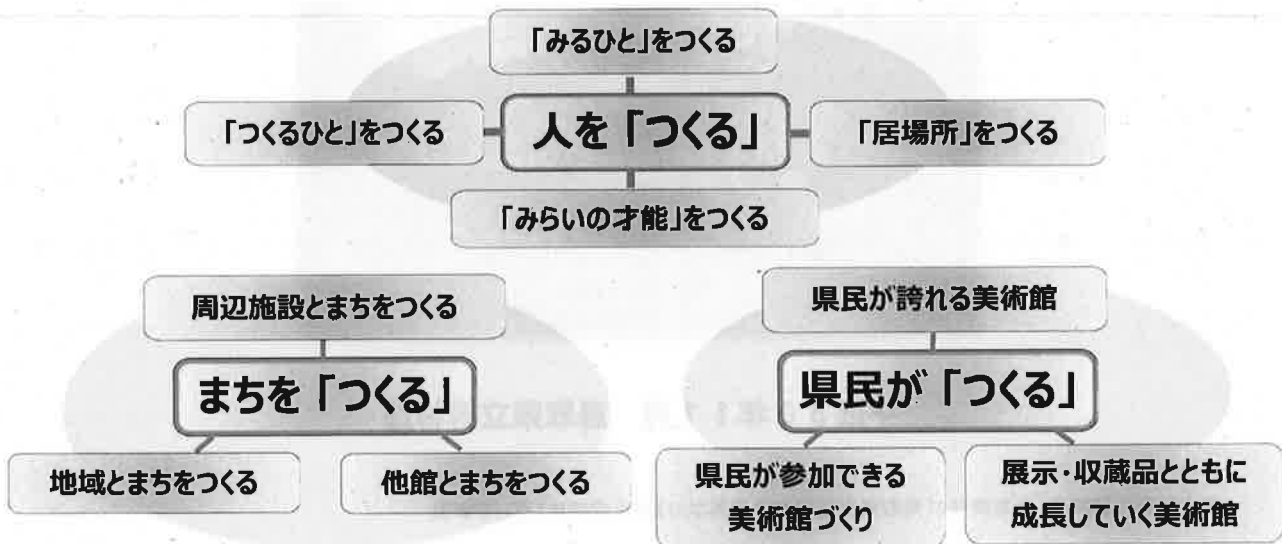 「みるひと」をつくる
「つくるひと」をつくる
人を「つくる」
「居場所」をつくる
「みらいの才能」をつくる
周辺施設とまちをつくる
まちを「つくる」
地域とまちをつくる
他館とまちをつくる
県民が誇れる美術館
県民が「つくる」
県民が参加できる
美術館づくり
展示・収蔵品とともに
成長していく美術館